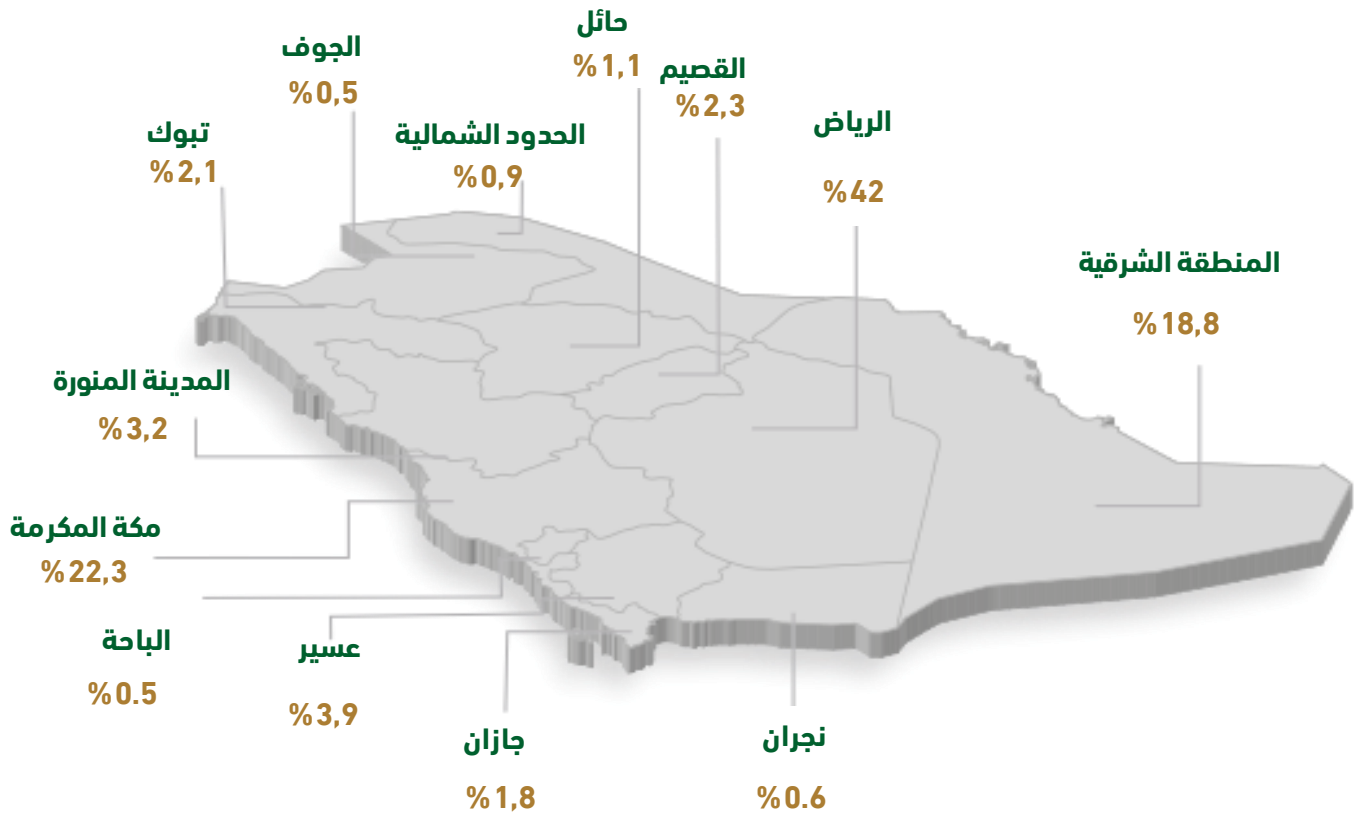 حائل
%1,1
الجوف
%0,5
القصيم
%2,3
الرياض
%42
تبوك
%2,1
الحدود الشمالية
%0,9
المنطقة الشرقية
%18,8
المدينة المنورة
%3,2
مكة المكرمة
%22,3
الباحة
%0.5
عسير
%3,9
جازان
%1,8
نجران
%0.6